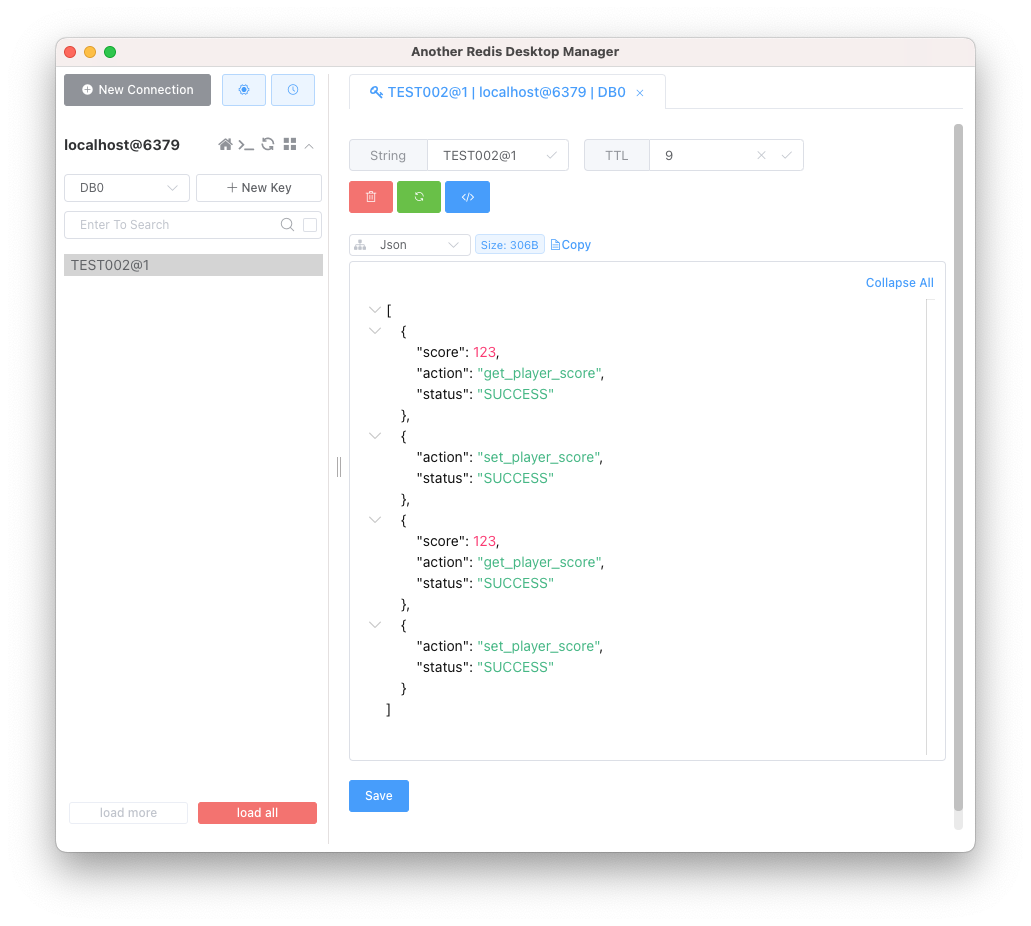 Another Redis Desktop Manager
New Connection
TEST002@1 | localhost@6379 | DB0
localhost@6379
String TEST002@1 TTL 9
DB0 New Key
Enter To Search
Json Size: 306B Copy
TEST002@1
Collapse All
[
{
"score": 123,
"action": "get_player_score",
"status": "SUCCESS"
},
{
"action": "set_player_score",
"status": "SUCCESS"
},
{
"score": 123,
"action": "get_player_score",
"status": "SUCCESS"
},
{
"action": "set_player_score",
"status": "SUCCESS"
}
]
Save
load more load all